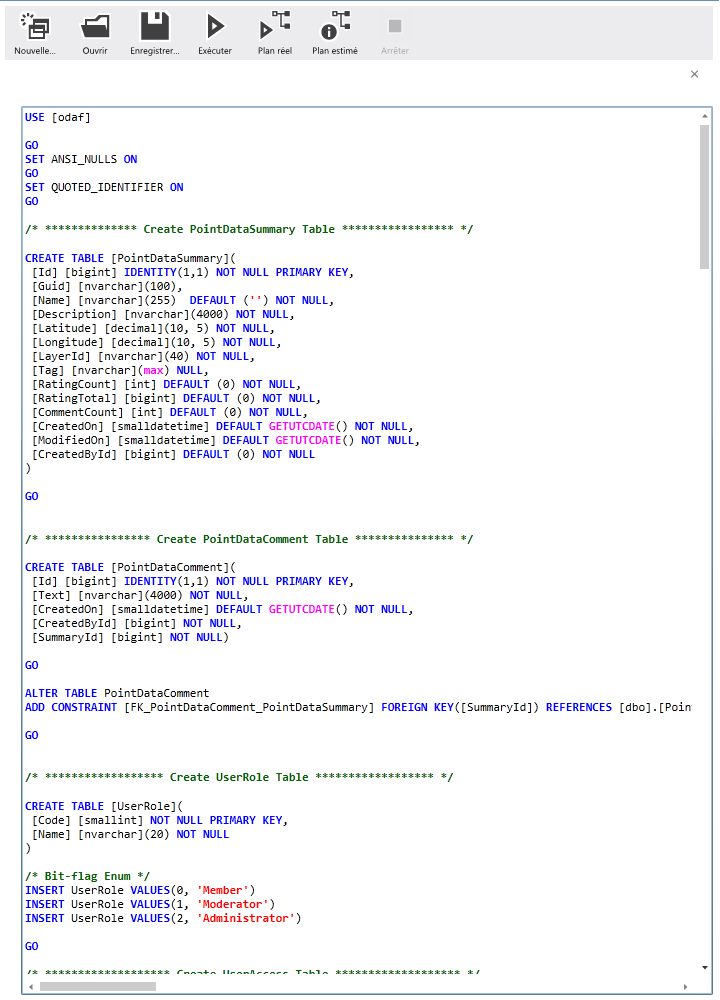 Nouvelle... Ouvrir Enregistrer... Exécuter Plan réel Plan estimé Arrêter
USE [odaf]
GO
SET ANSI_NULLS ON
GO
SET QUOTED_IDENTIFIER ON
GO
/* ************** Create PointDataSummary Table ***************** */
CREATE TABLE [PointDataSummary](
[Id] [bigint] IDENTITY(1,1) NOT NULL PRIMARY KEY,
[Guid] [nvarchar](100),
[Name] [nvarchar](255)  DEFAULT ('') NOT NULL,
[Description] [nvarchar](4000) NOT NULL,
[Latitude] [decimal](10, 5) NOT NULL,
[Longitude] [decimal](10, 5) NOT NULL,
[LayerId] [nvarchar](40) NOT NULL,
[Tag] [nvarchar](max) NULL,
[RatingCount] [int] DEFAULT (0) NOT NULL,
[RatingTotal] [bigint] DEFAULT (0) NOT NULL,
[CommentCount] [int] DEFAULT (0) NOT NULL,
[CreatedOn] [smalldatetime] DEFAULT GETUTCDATE() NOT NULL,
[ModifiedOn] [smalldatetime] DEFAULT GETUTCDATE() NOT NULL,
[CreatedById] [bigint] DEFAULT (0) NOT NULL
)
GO
/* **************** Create PointDataComment Table *************** */
CREATE TABLE [PointDataComment](
[Id] [bigint] IDENTITY(1,1) NOT NULL PRIMARY KEY,
[Text] [nvarchar](4000) NOT NULL,
[CreatedOn] [smalldatetime] DEFAULT GETUTCDATE() NOT NULL,
[CreatedById] [bigint] NOT NULL,
[SummaryId] [bigint] NOT NULL)
GO
ALTER TABLE PointDataComment
ADD CONSTRAINT [FK_PointDataComment_PointDataSummary] FOREIGN KEY([SummaryId]) REFERENCES [dbo].[Poin
GO
/* ****************** Create UserRole Table ****************** */
CREATE TABLE [UserRole](
[Code] [smallint] NOT NULL PRIMARY KEY,
[Name] [nvarchar](20) NOT NULL
)
/* Bit-flag Enum */
INSERT UserRole VALUES(0, 'Member')
INSERT UserRole VALUES(1, 'Moderator')
INSERT UserRole VALUES(2, 'Administrator')
GO
/* ******************* Create UserAccess Table ******************* */